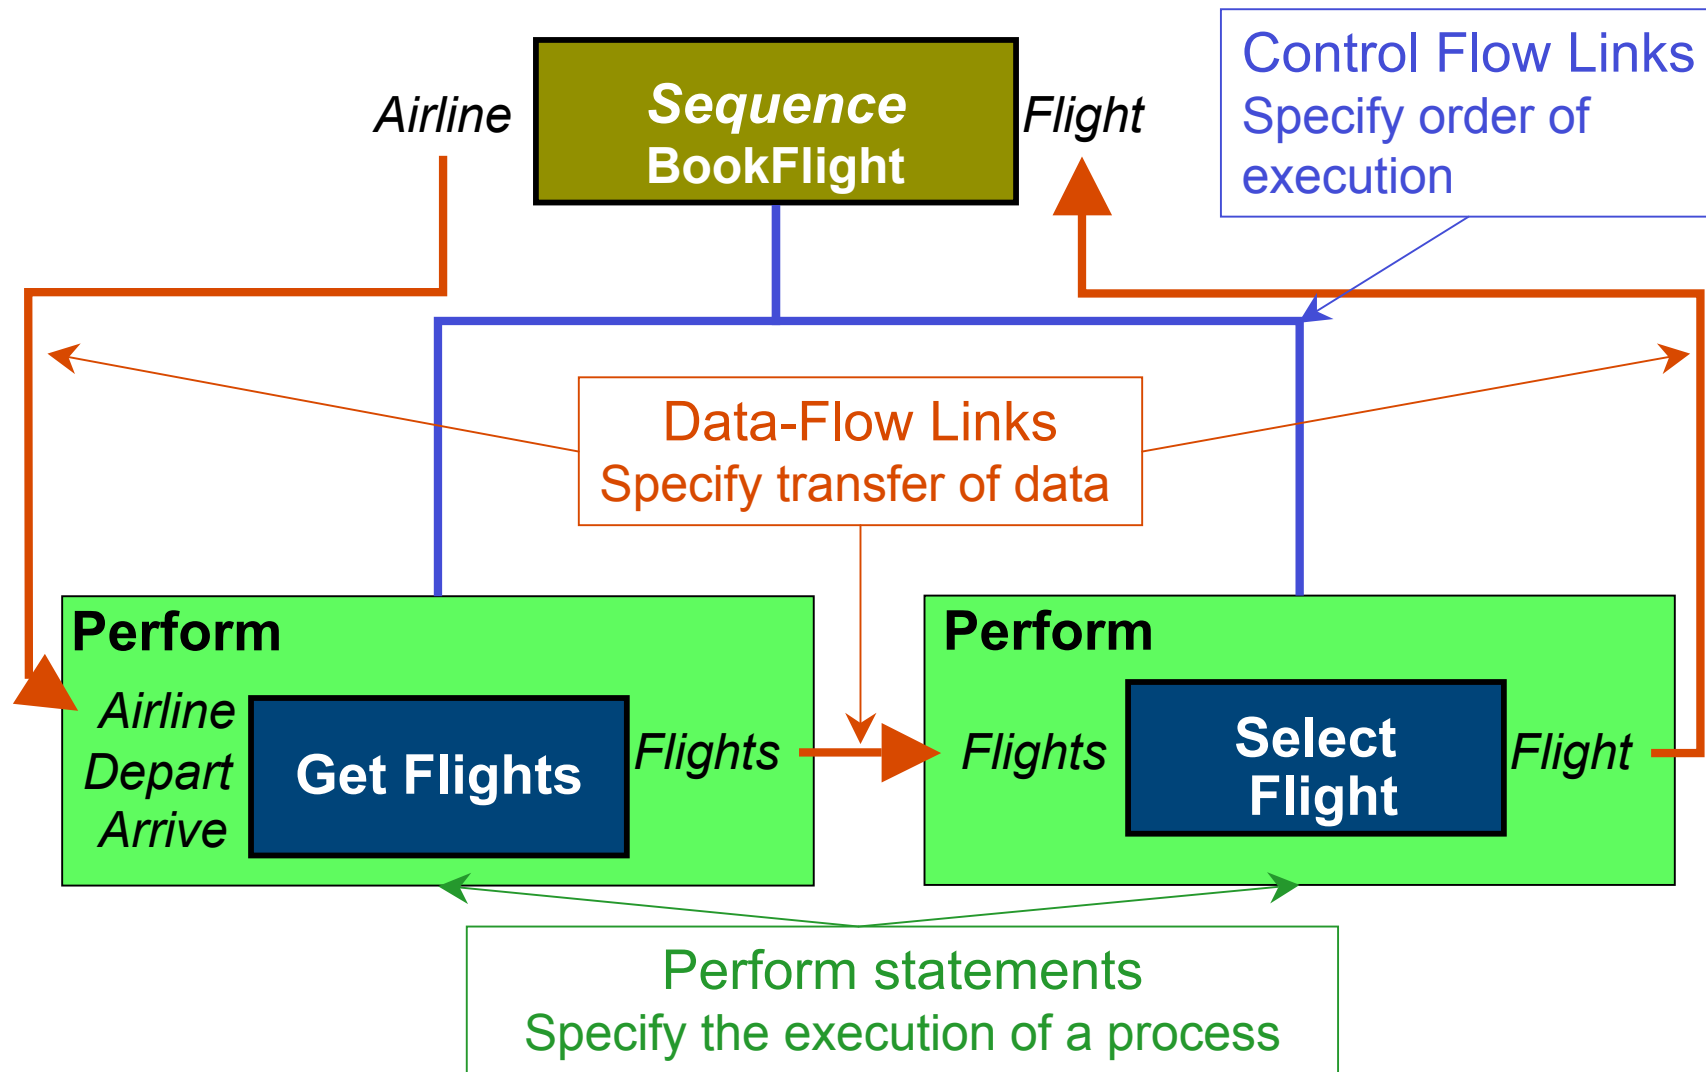 Airline
Sequence
BookFlight
Flight
Control Flow Links
Specify order of
execution
Data-Flow Links
Specify transfer of data
Perform
Airline
Depart
Arrive
Get Flights
Flights
Perform
Flights
Select
Flight
Flight
Perform statements
Specify the execution of a process